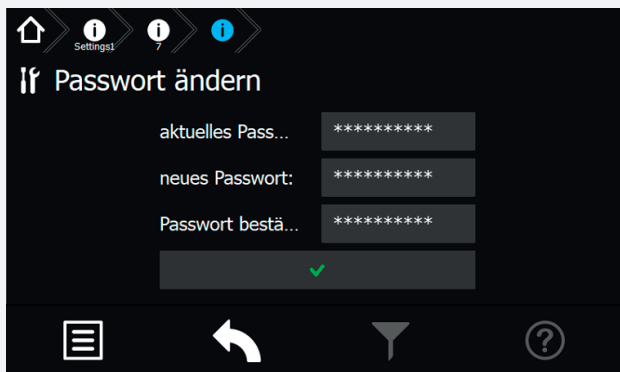 Settings1
7
Passwort ändern
aktuelles Pass... **********
neues Passwort: **********
Passwort bestä... **********